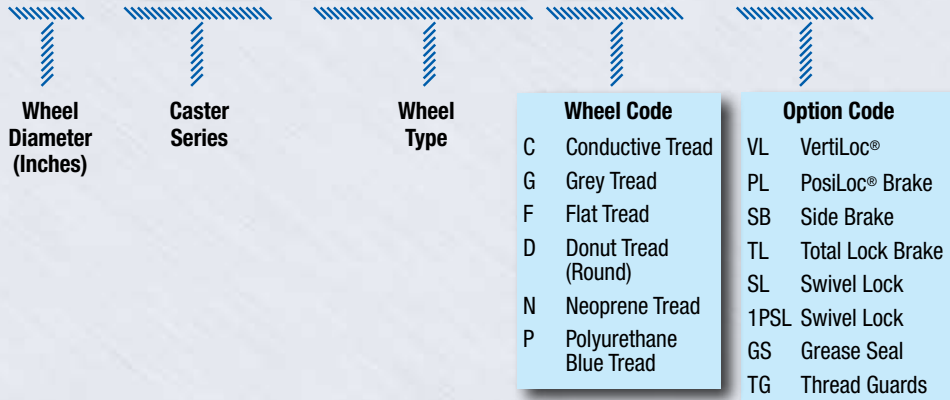 Wheel
Diameter
(Inches)
Caster
Series
Wheel
Type
Wheel Code
C Conductive Tread
G Grey Tread
F Flat Tread
D Donut Tread
(Round)
N Neoprene Tread
P Polyurethane
Blue Tread
Option Code
VL VertiLoc®
PL PosiLoc® Brake
SB Side Brake
TL Total Lock Brake
SL Swivel Lock
1PSL Swivel Lock
GS Grease Seal
TG Thread Guards